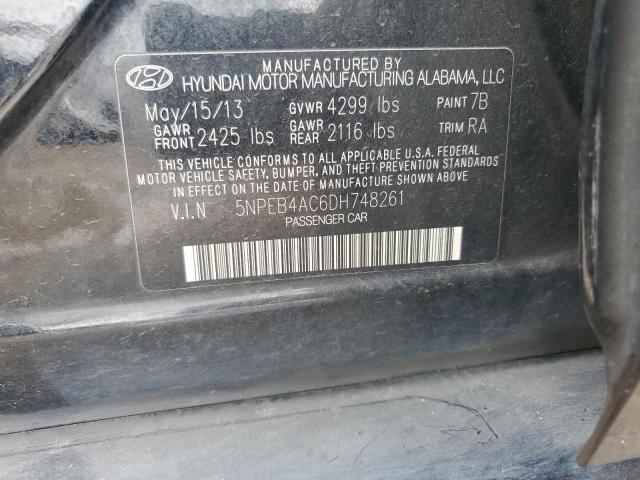 MANUFACTURED BY
HYUNDAI MOTOR MANUFACTURING ALABAMA, LLC
May/15/13 GVWR 4299 lbs PAINT 7B
GAWR FRONT 2425 lbs GAWR REAR 2116 lbs TRIM RA
THIS VEHICLE CONFORMS TO ALL APPLICABLE U.S.A. FEDERAL
MOTOR VEHICLE SAFETY, BUMPER, AND THEFT PREVENTION STANDARDS
IN EFFECT ON THE DATE OF MANUFACTURE SHOWN ABOVE.
V.I.N 5NPEB4AC6DH748261
PASSENGER CAR